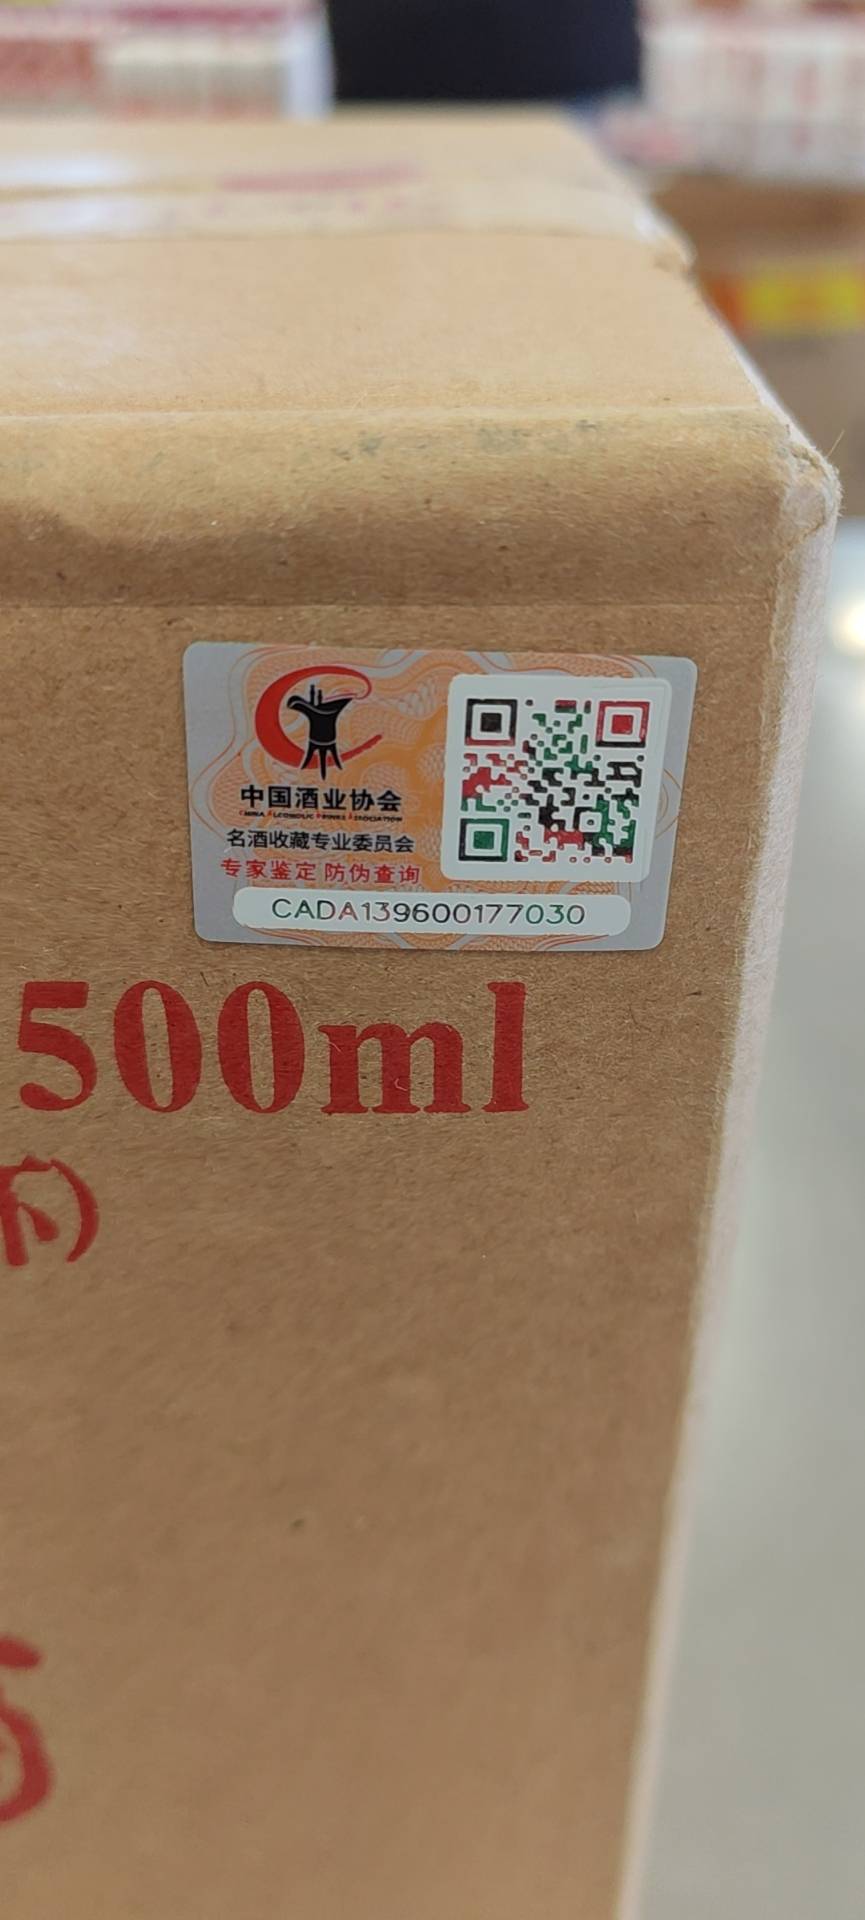 中国酒业协会
CHINA ALCOHOLIC DRINKS ASSOCIATION
名酒收藏专业委员会
专家鉴定 防伪查询
CADA139600177030
500ml